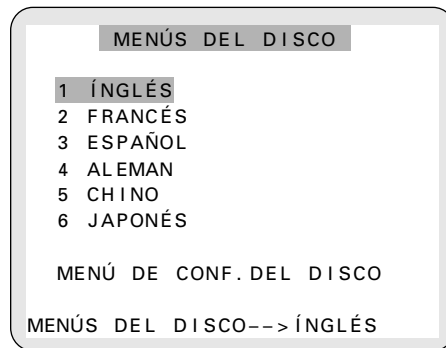 MENÚS DEL DISCO
1 ÍNGLÉS
2 FRANCÉS
3 ESPAÑOL
4 ALEMAN
5 CHINO
6 JAPONÉS
MENÚ DE CONF.DEL DISCO
MENÚS DEL DISCO-->ÍNGLÉS